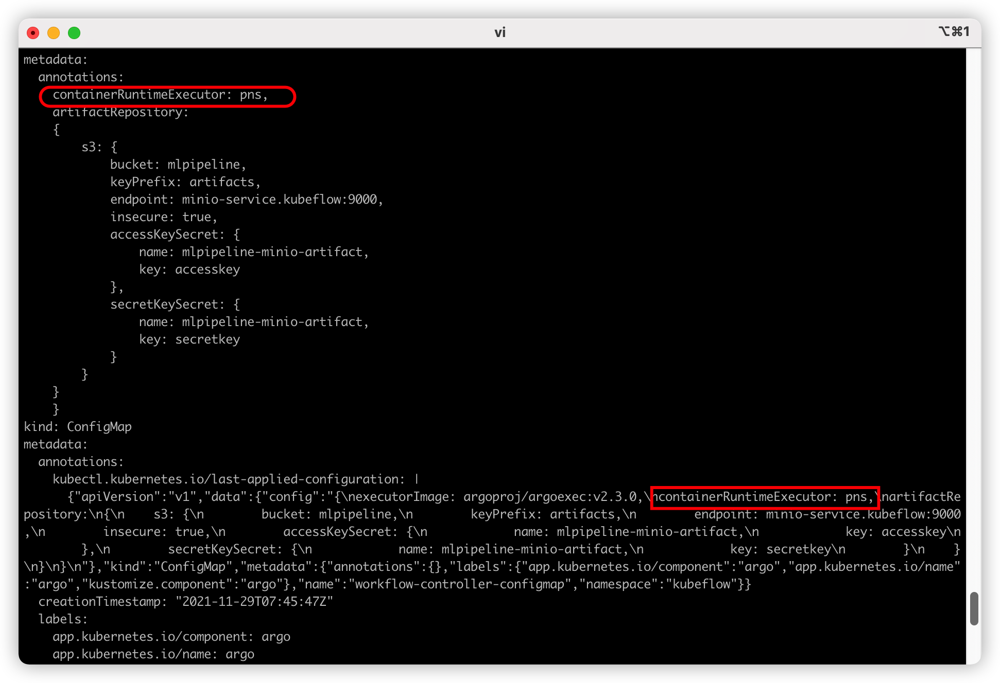 vi
⌥⌘1
metadata:
  annotations:
    containerRuntimeExecutor: pns,
    artifactRepository:
    {
        s3: {
            bucket: mlpipeline,
            keyPrefix: artifacts,
            endpoint: minio-service.kubeflow:9000,
            insecure: true,
            accessKeySecret: {
                name: mlpipeline-minio-artifact,
                key: accesskey
            },
            secretKeySecret: {
                name: mlpipeline-minio-artifact,
                key: secretkey
            }
        }
    }
    }
kind: ConfigMap
metadata:
  annotations:
    kubectl.kubernetes.io/last-applied-configuration: |
      {"apiVersion":"v1","data":{"config":"{\nexecutorImage: argoproj/argoexec:v2.3.0,\ncontainerRuntimeExecutor: pns,\nartifactRe
pository:\n{\n    s3: {\n        bucket: mlpipeline,\n        keyPrefix: artifacts,\n        endpoint: minio-service.kubeflow:9000
,\n        insecure: true,\n        accessKeySecret: {\n            name: mlpipeline-minio-artifact,\n            key: accesskey\n
        },\n        secretKeySecret: {\n            name: mlpipeline-minio-artifact,\n            key: secretkey\n        }\n    }
\n}\n}\n"},"kind":"ConfigMap","metadata":{"annotations":{},"labels":{"app.kubernetes.io/component":"argo","app.kubernetes.io/name"
:"argo","kustomize.component":"argo"},"name":"workflow-controller-configmap","namespace":"kubeflow"}}
  creationTimestamp: "2021-11-29T07:45:47Z"
  labels:
    app.kubernetes.io/component: argo
    app.kubernetes.io/name: argo